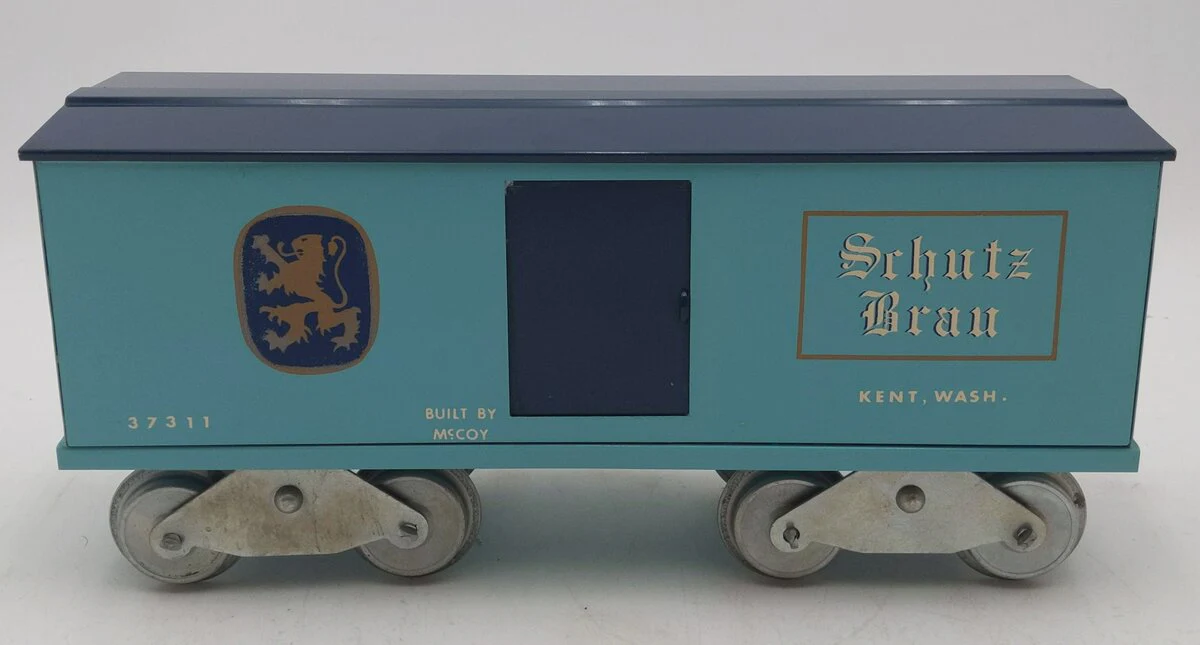 Schutz
Brau
KENT, WASH.
37311
BUILT BY
McCOY